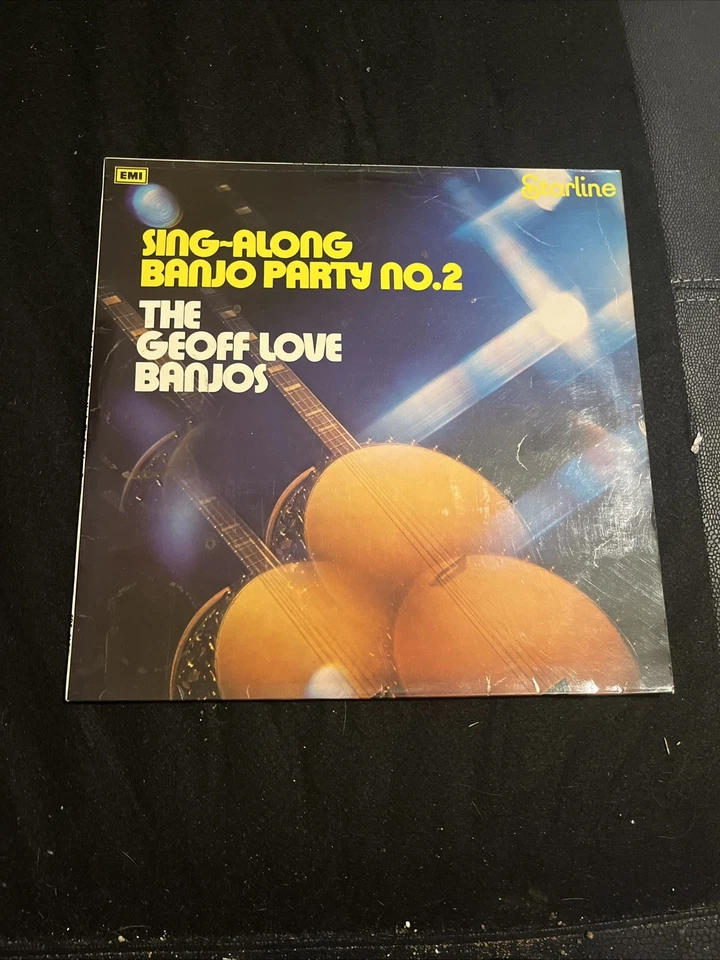 EMI
Starline
SING-ALONG
BANJO PARTY NO.2
THE
GEOFF LOVE
BANJOS